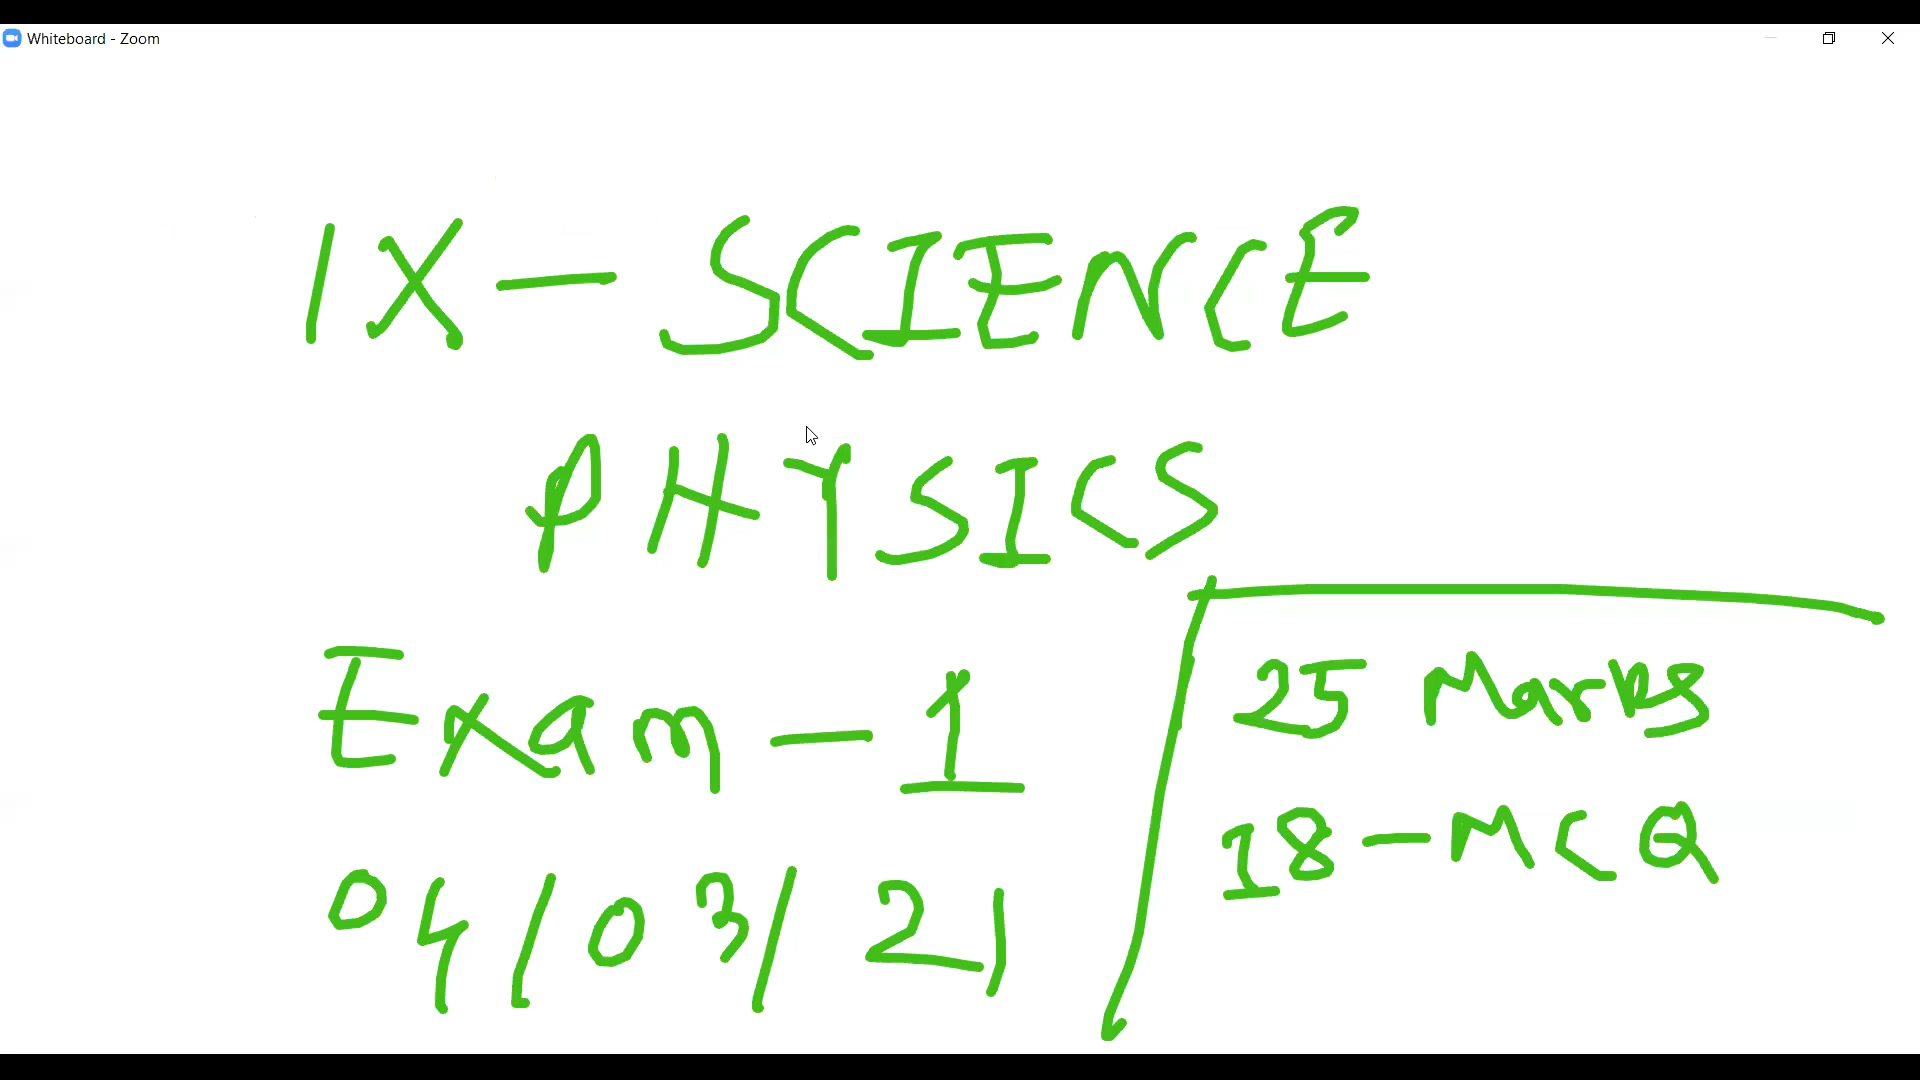 Whiteboard - Zoom
IX - SCIENCE
PHYSICS
Exam - 1
04/03/21
25 Marks
18 - MCQ